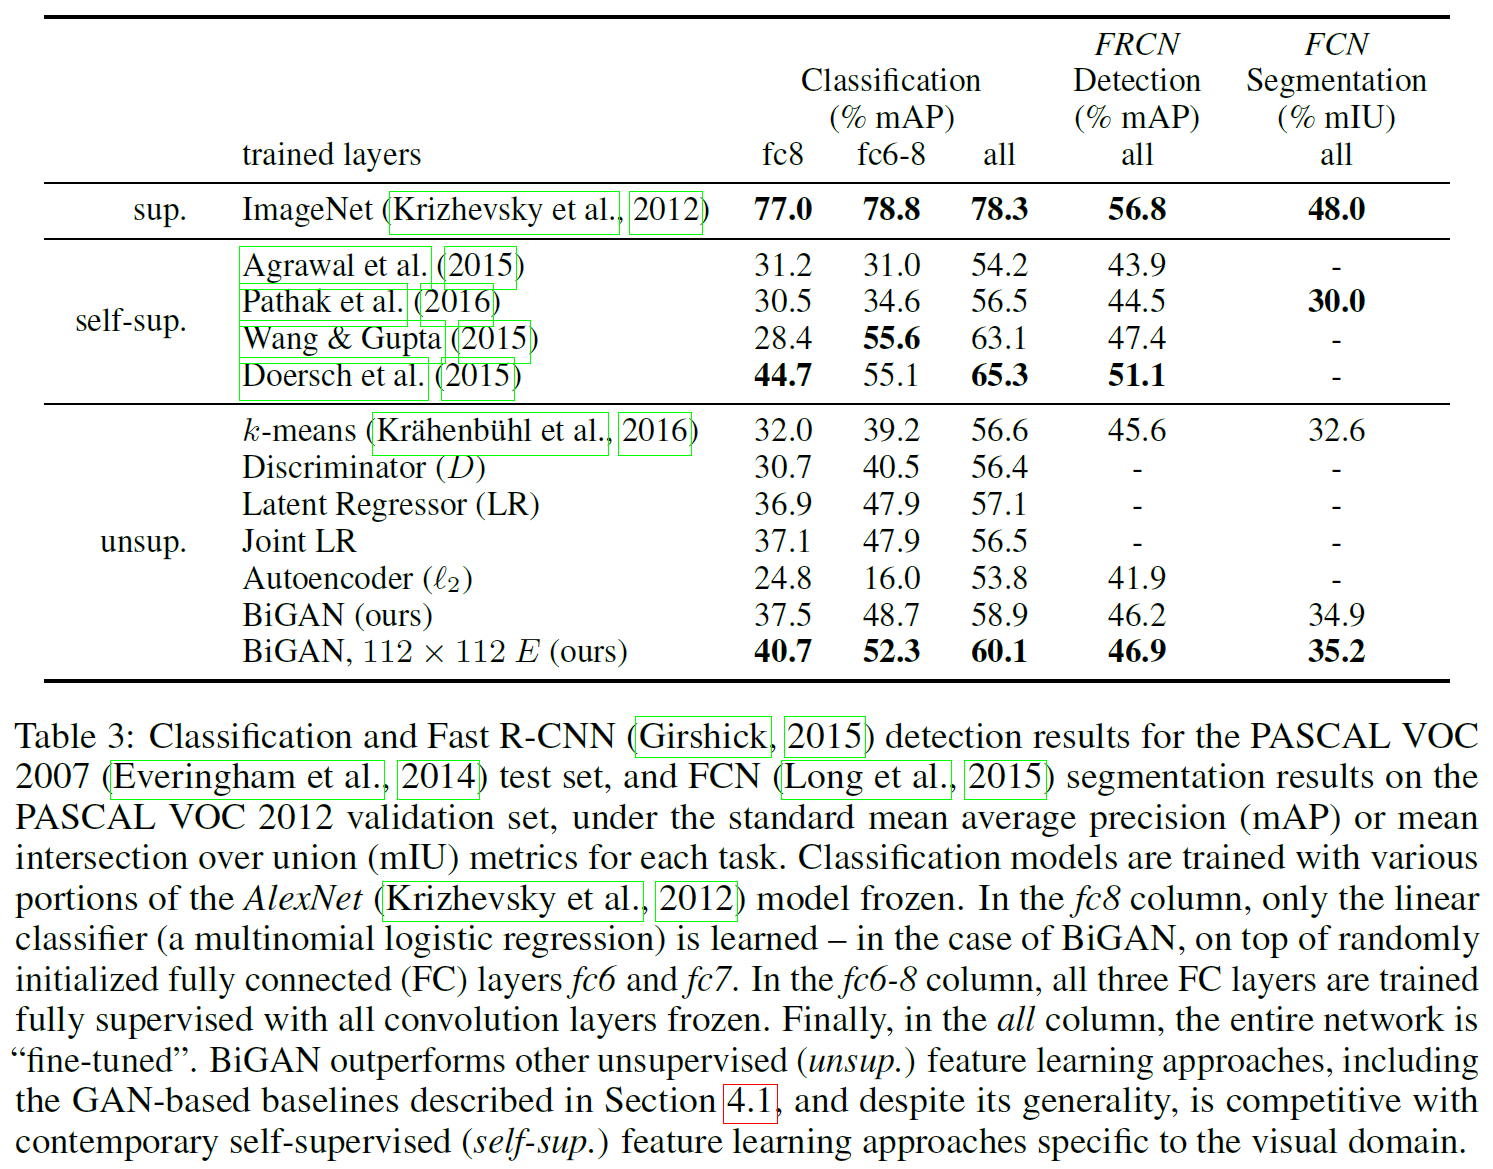 FRCN FCN
Classification Detection Segmentation
(% mAP) (% mAP) (% mIU)
trained layers fc8 fc6-8 all all all
sup. ImageNet (Krizhevsky et al., 2012) 77.0 78.8 78.3 56.8 48.0
Agrawal et al. (2015) 31.2 31.0 54.2 43.9 -
self-sup. Pathak et al. (2016) 30.5 34.6 56.5 44.5 30.0
Wang & Gupta (2015) 28.4 55.6 63.1 47.4 -
Doersch et al. (2015) 44.7 55.1 65.3 51.1 -
k-means (Krähenbühl et al., 2016) 32.0 39.2 56.6 45.6 32.6
Discriminator (D) 30.7 40.5 56.4 - -
Latent Regressor (LR) 36.9 47.9 57.1 - -
unsup. Joint LR 37.1 47.9 56.5 - -
Autoencoder (ℓ₂) 24.8 16.0 53.8 41.9 -
BiGAN (ours) 37.5 48.7 58.9 46.2 34.9
BiGAN, 112 × 112 E (ours) 40.7 52.3 60.1 46.9 35.2
Table 3: Classification and Fast R-CNN (Girshick, 2015) detection results for the PASCAL VOC
2007 (Everingham et al., 2014) test set, and FCN (Long et al., 2015) segmentation results on the
PASCAL VOC 2012 validation set, under the standard mean average precision (mAP) or mean
intersection over union (mIU) metrics for each task. Classification models are trained with various
portions of the AlexNet (Krizhevsky et al., 2012) model frozen. In the fc8 column, only the linear
classifier (a multinomial logistic regression) is learned – in the case of BiGAN, on top of randomly
initialized fully connected (FC) layers fc6 and fc7. In the fc6-8 column, all three FC layers are trained
fully supervised with all convolution layers frozen. Finally, in the all column, the entire network is
“fine-tuned”. BiGAN outperforms other unsupervised (unsup.) feature learning approaches, including
the GAN-based baselines described in Section 4.1, and despite its generality, is competitive with
contemporary self-supervised (self-sup.) feature learning approaches specific to the visual domain.